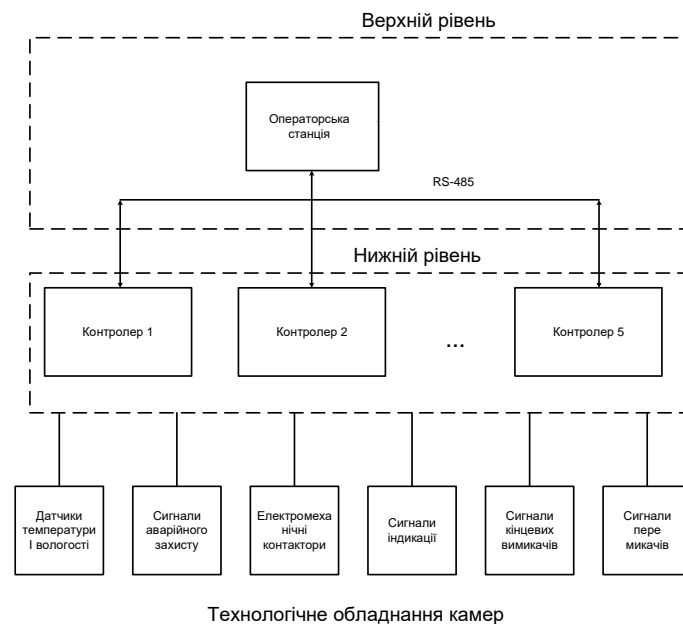 Верхній рівень
Операторська
станція
RS-485
Нижній рівень
Контролер 1
Контролер 2
...
Контролер 5
Датчики
температури
І вологості
Сигнали
аварійного
захисту
Електромеха
нічні
контактори
Сигнали
індикації
Сигнали
кінцевих
вимикачів
Сигнали
пере
микачів
Технологічне обладнання камер